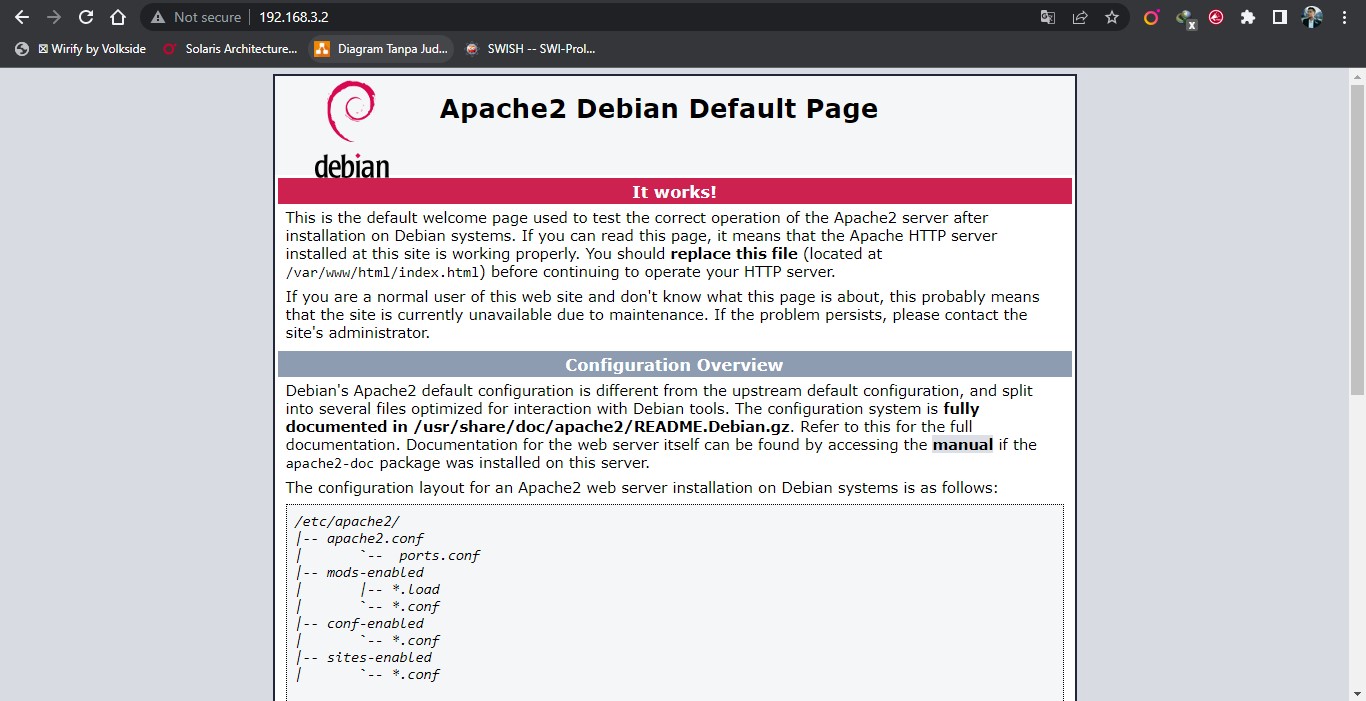 Not secure
192.168.3.2
Wirify by Volkside
Solaris Architecture...
Diagram Tanpa Jud...
SWISH -- SWI-Prol...
debian
Apache2 Debian Default Page
It works!
This is the default welcome page used to test the correct operation of the Apache2 server after
installation on Debian systems. If you can read this page, it means that the Apache HTTP server
installed at this site is working properly. You should replace this file (located at
/var/www/html/index.html) before continuing to operate your HTTP server.
If you are a normal user of this web site and don't know what this page is about, this probably means
that the site is currently unavailable due to maintenance. If the problem persists, please contact the
site's administrator.
Configuration Overview
Debian's Apache2 default configuration is different from the upstream default configuration, and split
into several files optimized for interaction with Debian tools. The configuration system is fully
documented in /usr/share/doc/apache2/README.Debian.gz. Refer to this for the full
documentation. Documentation for the web server itself can be found by accessing the manual if the
apache2-doc package was installed on this server.
The configuration layout for an Apache2 web server installation on Debian systems is as follows:
/etc/apache2/
|-- apache2.conf
|       `--  ports.conf
|-- mods-enabled
|       |-- *.load
|       `-- *.conf
|-- conf-enabled
|       `-- *.conf
|-- sites-enabled
|       `-- *.conf